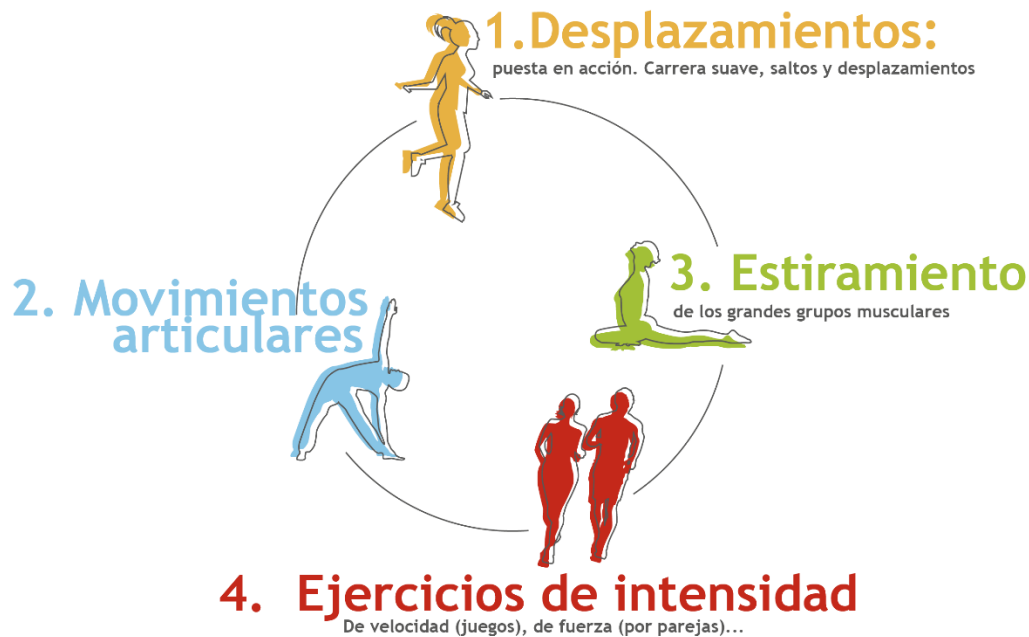 1.Desplazamientos:
puesta en acción. Carrera suave, saltos y desplazamientos
2. Movimientos
articulares
3. Estiramiento
de los grandes grupos musculares
4. Ejercicios de intensidad
De velocidad (juegos), de fuerza (por parejas)...